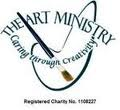 THE ART MINISTRY
Caring through Creativity
Registered Charity No. 1108227